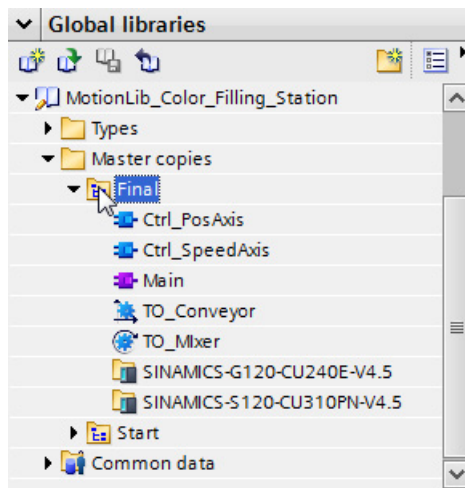 Global libraries
MotionLib_Color_Filling_Station
Types
Master copies
Final
Ctrl_PosAxis
Ctrl_SpeedAxis
Main
TO_Conveyor
TO_MIxer
SINAMICS-G120-CU240E-V4.5
SINAMICS-S120-CU310PN-V4.5
Start
Common data